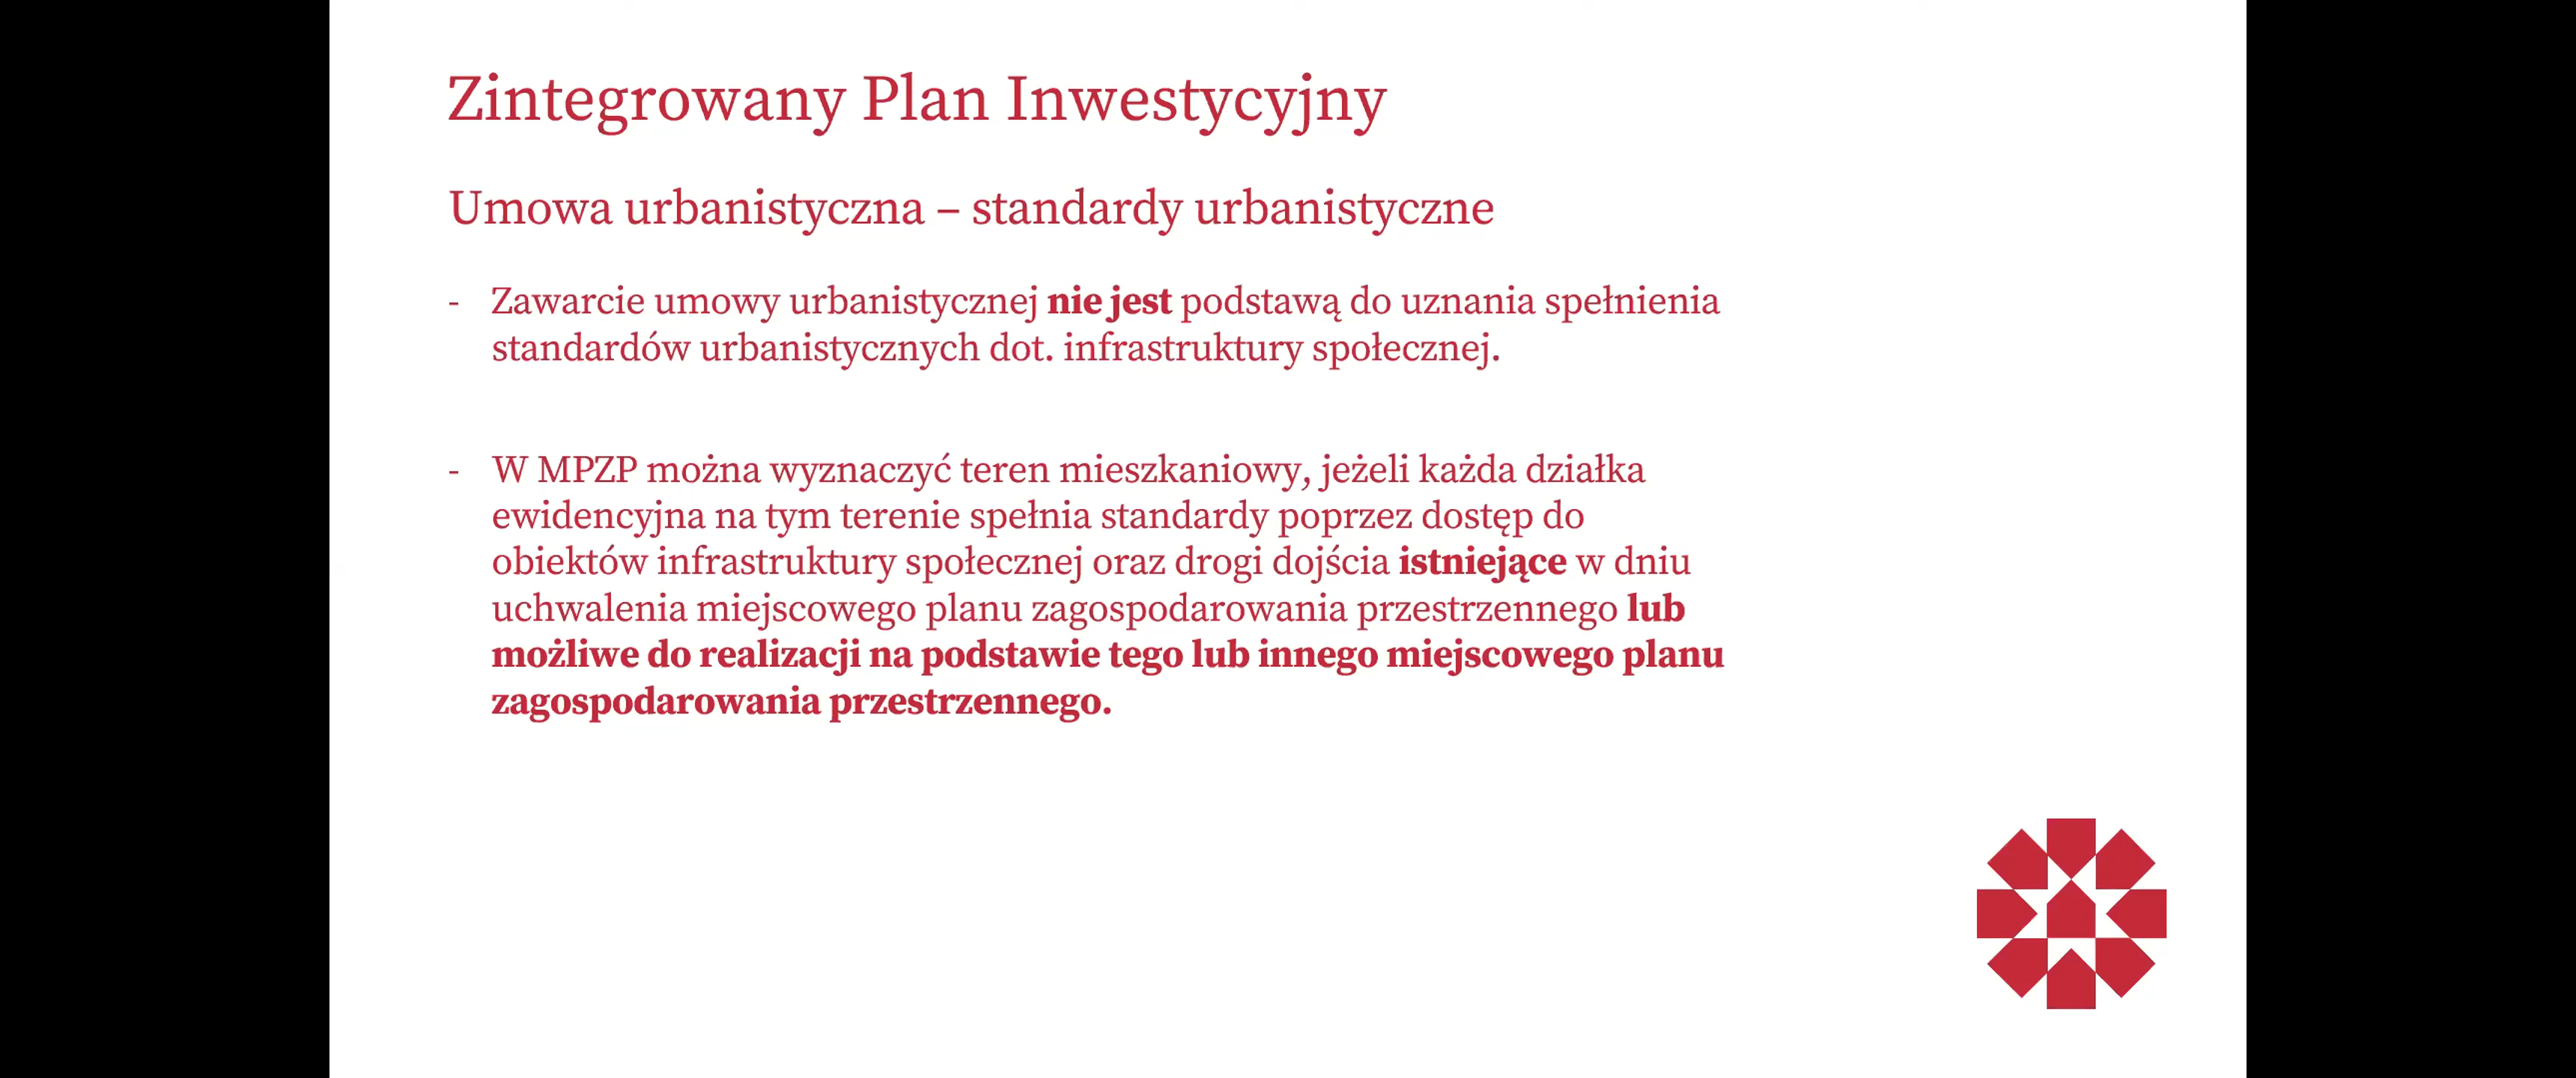 Zintegrowany Plan Inwestycyjny
Umowa urbanistyczna – standardy urbanistyczne
- Zawarcie umowy urbanistycznej nie jest podstawą do uznania spełnienia
standardów urbanistycznych dot. infrastruktury społecznej.
- W MPZP można wyznaczyć teren mieszkaniowy, jeżeli każda działka
ewidencyjna na tym terenie spełnia standardy poprzez dostęp do
obiektów infrastruktury społecznej oraz drogi dojścia istniejące w dniu
uchwalenia miejscowego planu zagospodarowania przestrzennego lub
możliwe do realizacji na podstawie tego lub innego miejscowego planu
zagospodarowania przestrzennego.